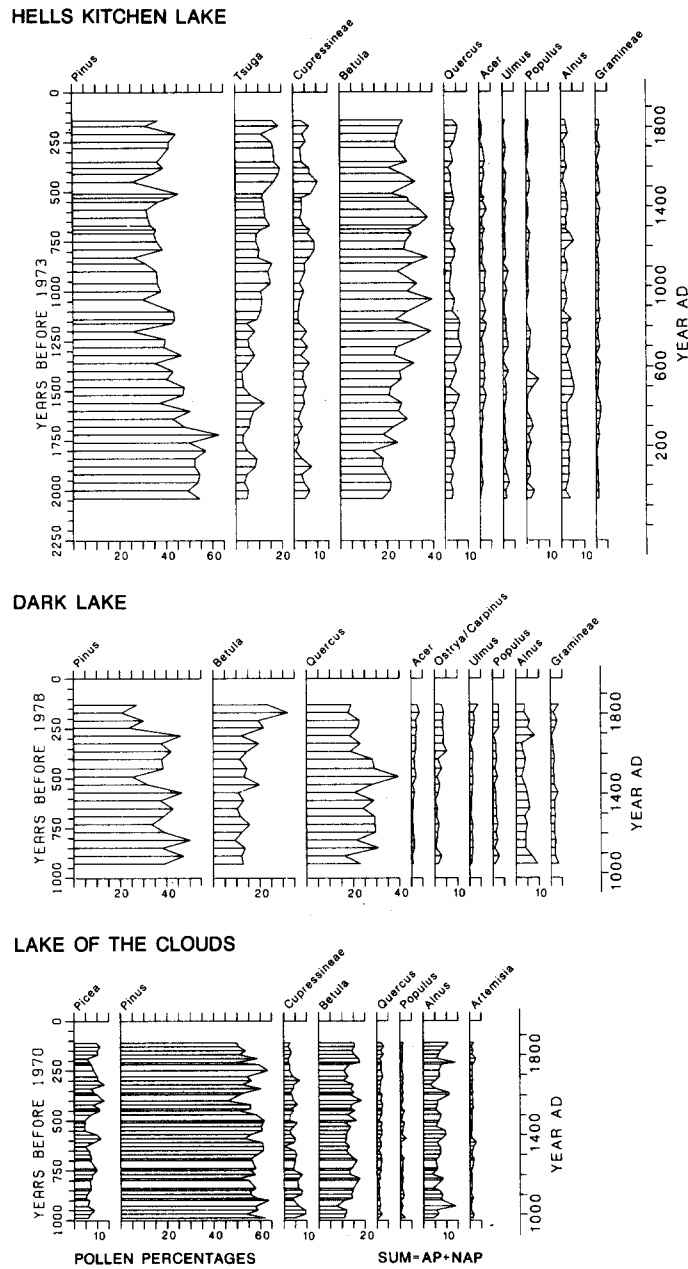 HELLS KITCHEN LAKE
Pinus
Tsuga
Cupressineae
Betula
Quercus
Acer
Ulmus
Populus
Alnus
Gramineae
YEARS BEFORE 1973
0
250
500
750
1000
1250
1500
1750
2000
2250
YEAR AD
1800
1400
1000
600
200
20 40 60
20
10
20 40
10
10
10
DARK LAKE
Pinus
Betula
Quercus
Acer
Ostrya/Carpinus
Ulmus
Populus
Alnus
Gramineae
YEARS BEFORE 1978
0
250
500
750
1000
YEAR AD
1800
1400
1000
20 40
20
20 40
10
10
LAKE OF THE CLOUDS
Picea
Pinus
Cupressineae
Betula
Quercus
Populus
Alnus
Artemisia
YEARS BEFORE 1970
0
250
500
750
1000
YEAR AD
1800
1400
1000
10
20 40 60
10
20
10
POLLEN PERCENTAGES
SUM=AP+NAP